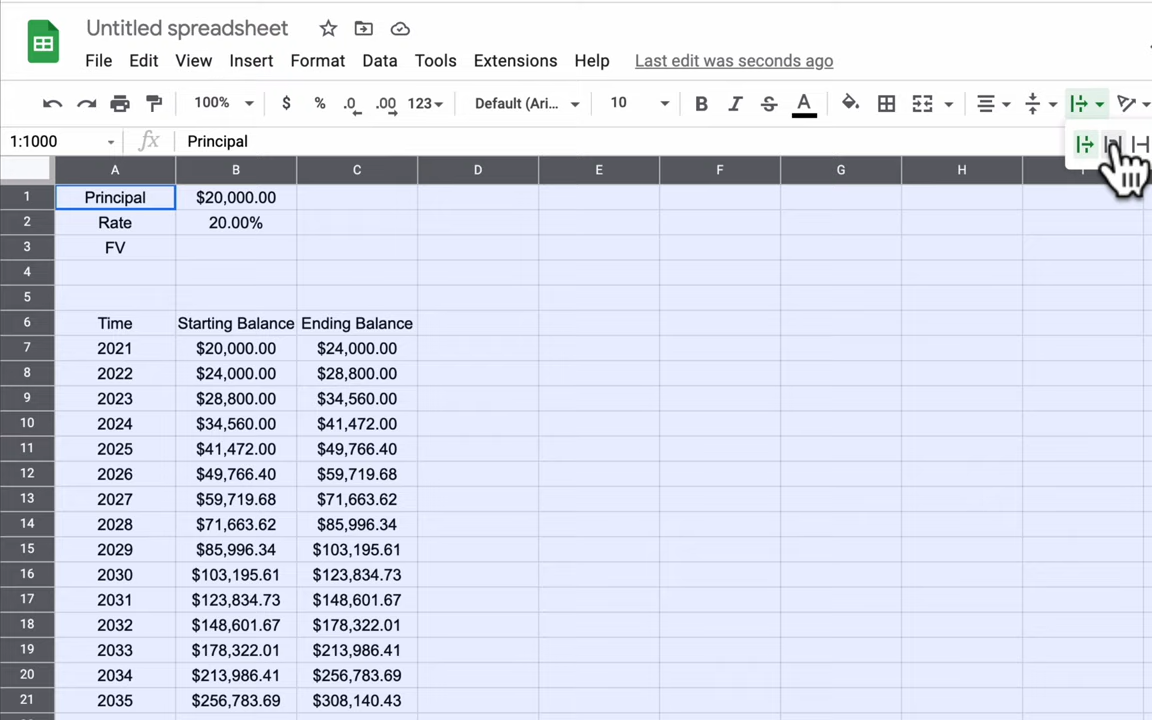 Untitled spreadsheet
File Edit View Insert Format Data Tools Extensions Help Last edit was seconds ago
100% $ % .0 .00 123 Default (Ari... 10 B I S A
1:1000 fx Principal
A B C D E F G H
1 Principal $20,000.00
2 Rate 20.00%
3 FV
4
5
6 Time Starting Balance Ending Balance
7 2021 $20,000.00 $24,000.00
8 2022 $24,000.00 $28,800.00
9 2023 $28,800.00 $34,560.00
10 2024 $34,560.00 $41,472.00
11 2025 $41,472.00 $49,766.40
12 2026 $49,766.40 $59,719.68
13 2027 $59,719.68 $71,663.62
14 2028 $71,663.62 $85,996.34
15 2029 $85,996.34 $103,195.61
16 2030 $103,195.61 $123,834.73
17 2031 $123,834.73 $148,601.67
18 2032 $148,601.67 $178,322.01
19 2033 $178,322.01 $213,986.41
20 2034 $213,986.41 $256,783.69
21 2035 $256,783.69 $308,140.43